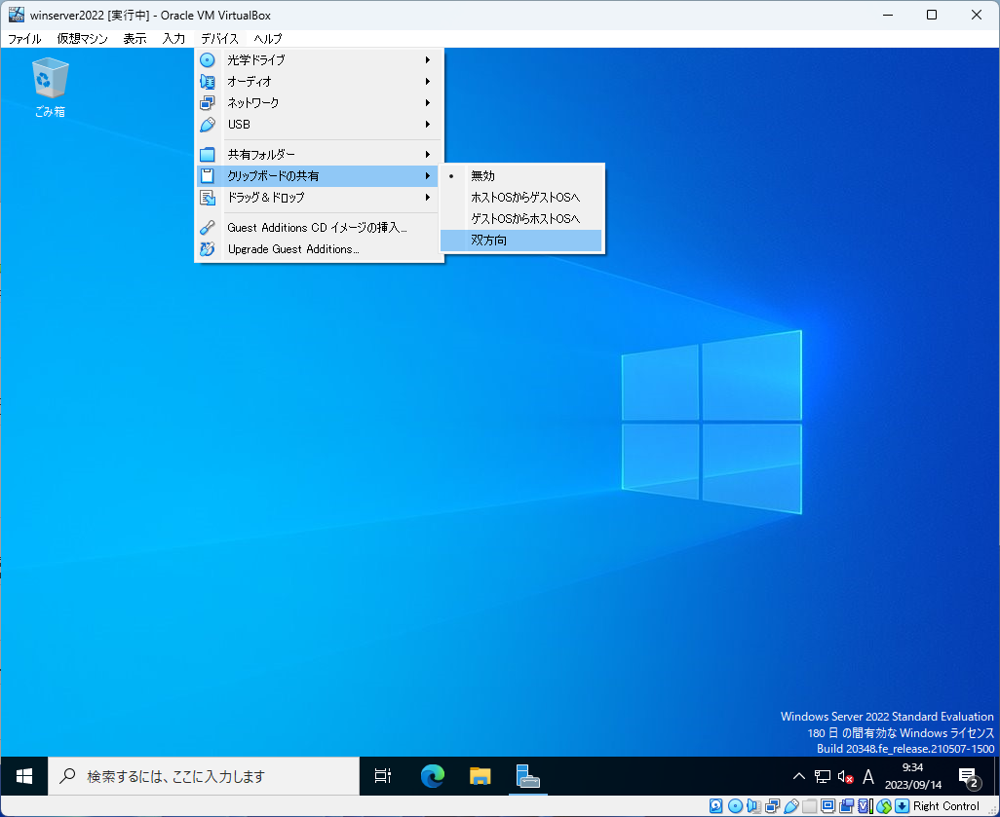 winserver2022 [実行中] - Oracle VM VirtualBox
ファイル 仮想マシン 表示 入力 デバイス ヘルプ
ごみ箱
光学ドライブ
オーディオ
ネットワーク
USB
共有フォルダー
クリップボードの共有
ドラッグ＆ドロップ
Guest Additions CD イメージの挿入...
Upgrade Guest Additions...
無効
ホストOSからゲストOSへ
ゲストOSからホストOSへ
双方向
Windows Server 2022 Standard Evaluation
180 日 の間有効な Windows ライセンス
Build 20348.fe_release.210507-1500
検索するには、ここに入力します
A
9:34
2023/09/14
2
Right Control